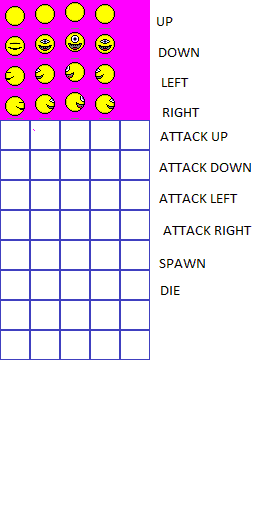 UP
DOWN
LEFT
RIGHT
ATTACK UP
ATTACK DOWN
ATTACK LEFT
ATTACK RIGHT
SPAWN
DIE